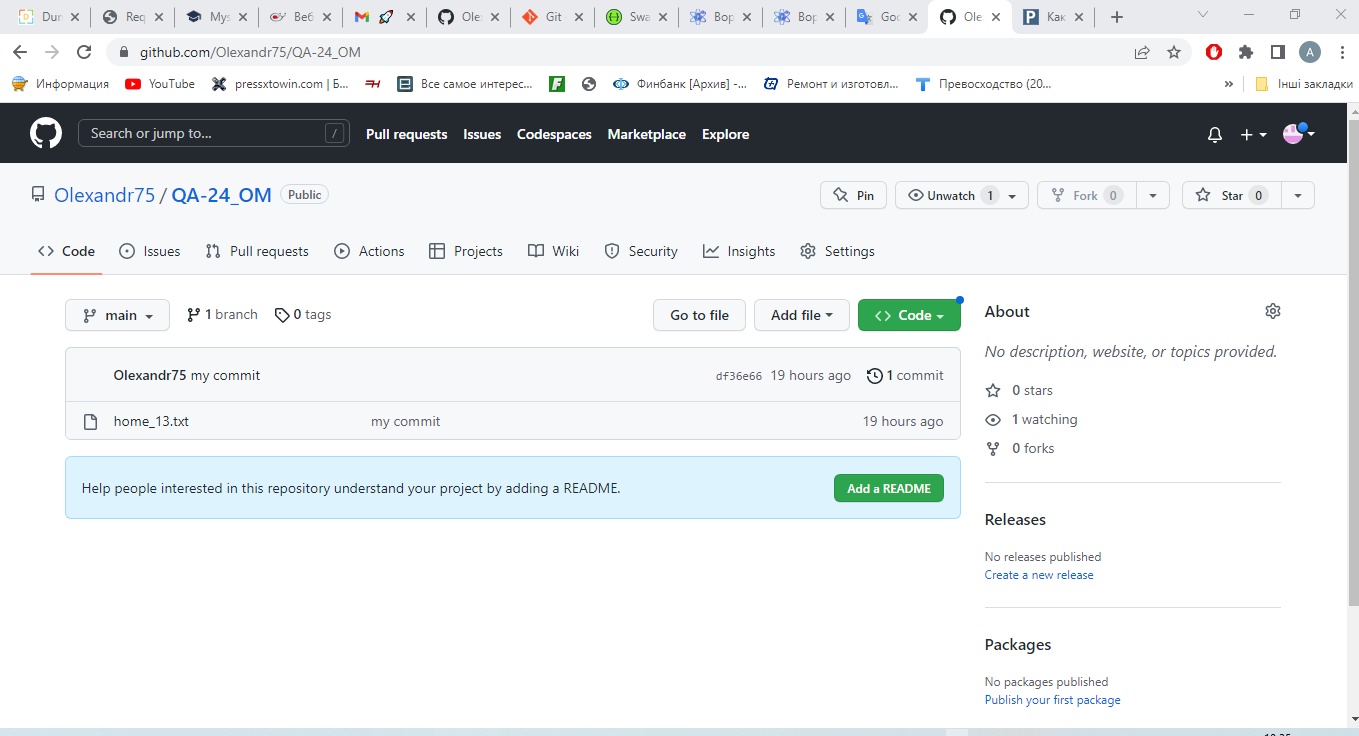 Dur Req Mys Веб Ole: Git Swa Вор Вор Goc Ole Как
github.com/Olexandr75/QA-24_OM A
Информация YouTube pressxtowin.com | Б... Все самое интерес... Финбанк [Архив] -... Ремонт и изготовл... Превосходство (20... » Інші закладки
Search or jump to... / Pull requests Issues Codespaces Marketplace Explore
Olexandr75 / QA-24_OM Public Pin Unwatch 1 Fork 0 Star 0
Code Issues Pull requests Actions Projects Wiki Security Insights Settings
main 1 branch 0 tags Go to file Add file Code
Olexandr75 my commit df36e66 19 hours ago 1 commit
home_13.txt my commit 19 hours ago
Help people interested in this repository understand your project by adding a README. Add a README
About
No description, website, or topics provided.
0 stars
1 watching
0 forks
Releases
No releases published
Create a new release
Packages
No packages published
Publish your first package